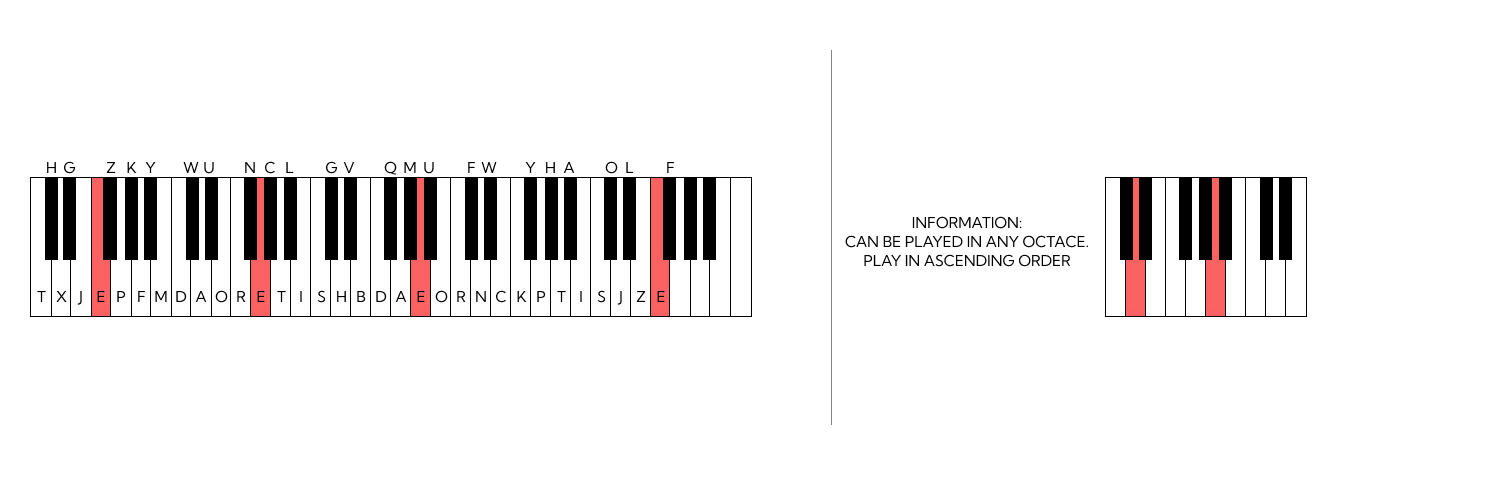 H G Z K Y W U N C L G V Q M U F W Y H A O L F
T X J E P F M D A O R E T I S H B D A E O R N C K P T I S J Z E
INFORMATION:
CAN BE PLAYED IN ANY OCTACE.
PLAY IN ASCENDING ORDER